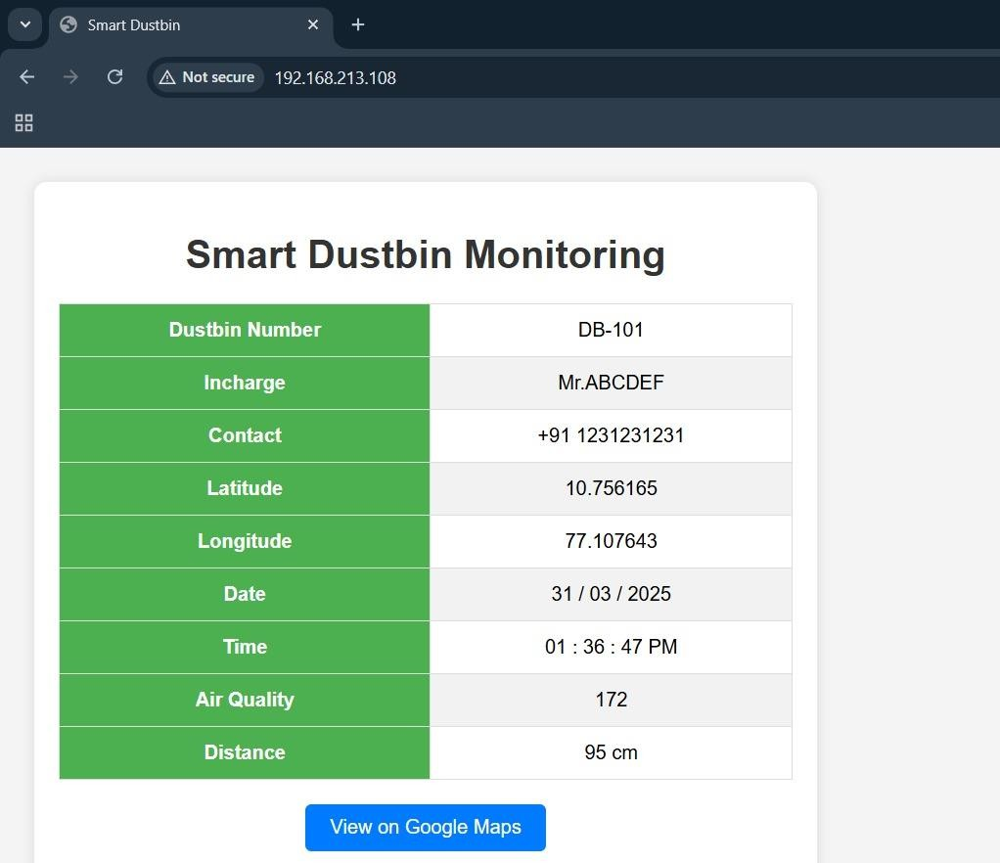 Smart Dustbin
Not secure 192.168.213.108
Smart Dustbin Monitoring
Dustbin Number DB-101
Incharge Mr.ABCDEF
Contact +91 1231231231
Latitude 10.756165
Longitude 77.107643
Date 31 / 03 / 2025
Time 01 : 36 : 47 PM
Air Quality 172
Distance 95 cm
View on Google Maps